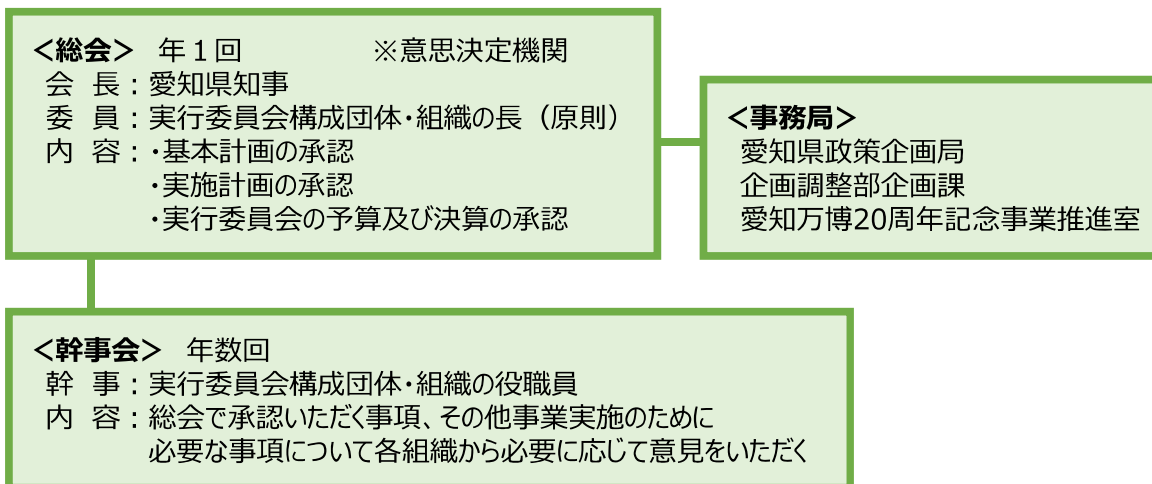 <総会> 年1回 ※意思決定機関
会 長:愛知県知事
委 員:実行委員会構成団体・組織の長(原則)
内 容:・基本計画の承認
・実施計画の承認
・実行委員会の予算及び決算の承認
<事務局>
愛知県政策企画局
企画調整部企画課
愛知万博20周年記念事業推進室
<幹事会> 年数回
幹 事:実行委員会構成団体・組織の役職員
内 容:総会で承認いただく事項、その他事業実施のために
必要な事項について各組織から必要に応じて意見をいただく